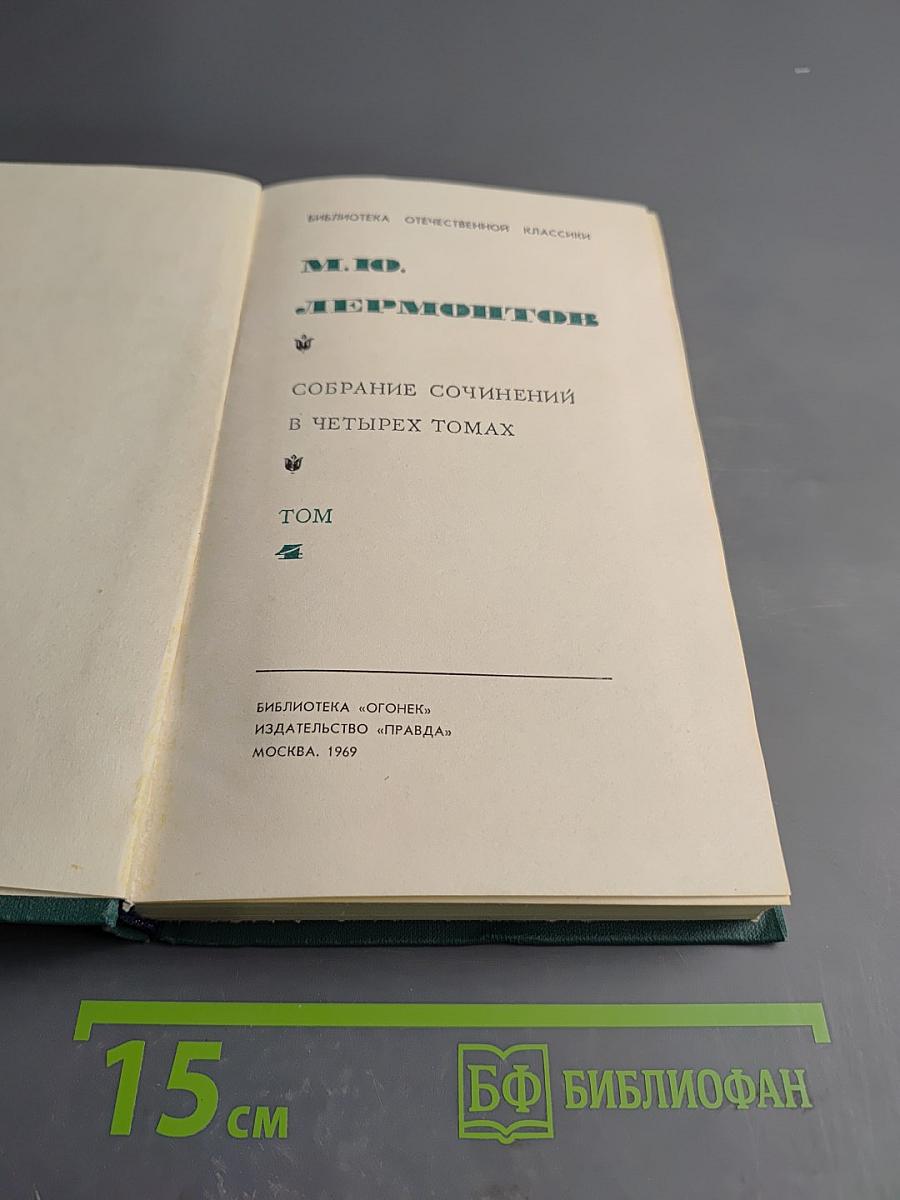 БИБЛИОТЕКА ОТЕЧЕСТВЕННОЙ КЛАССИКИ
М.Ю.
ЛЕРМОНТОВ
СОБРАНИЕ СОЧИНЕНИЙ
В ЧЕТЫРЕХ ТОМАХ
ТОМ
4
БИБЛИОТЕКА «ОГОНЕК»
ИЗДАТЕЛЬСТВО «ПРАВДА»
МОСКВА. 1969
15 см
БФ БИБЛИОФАН